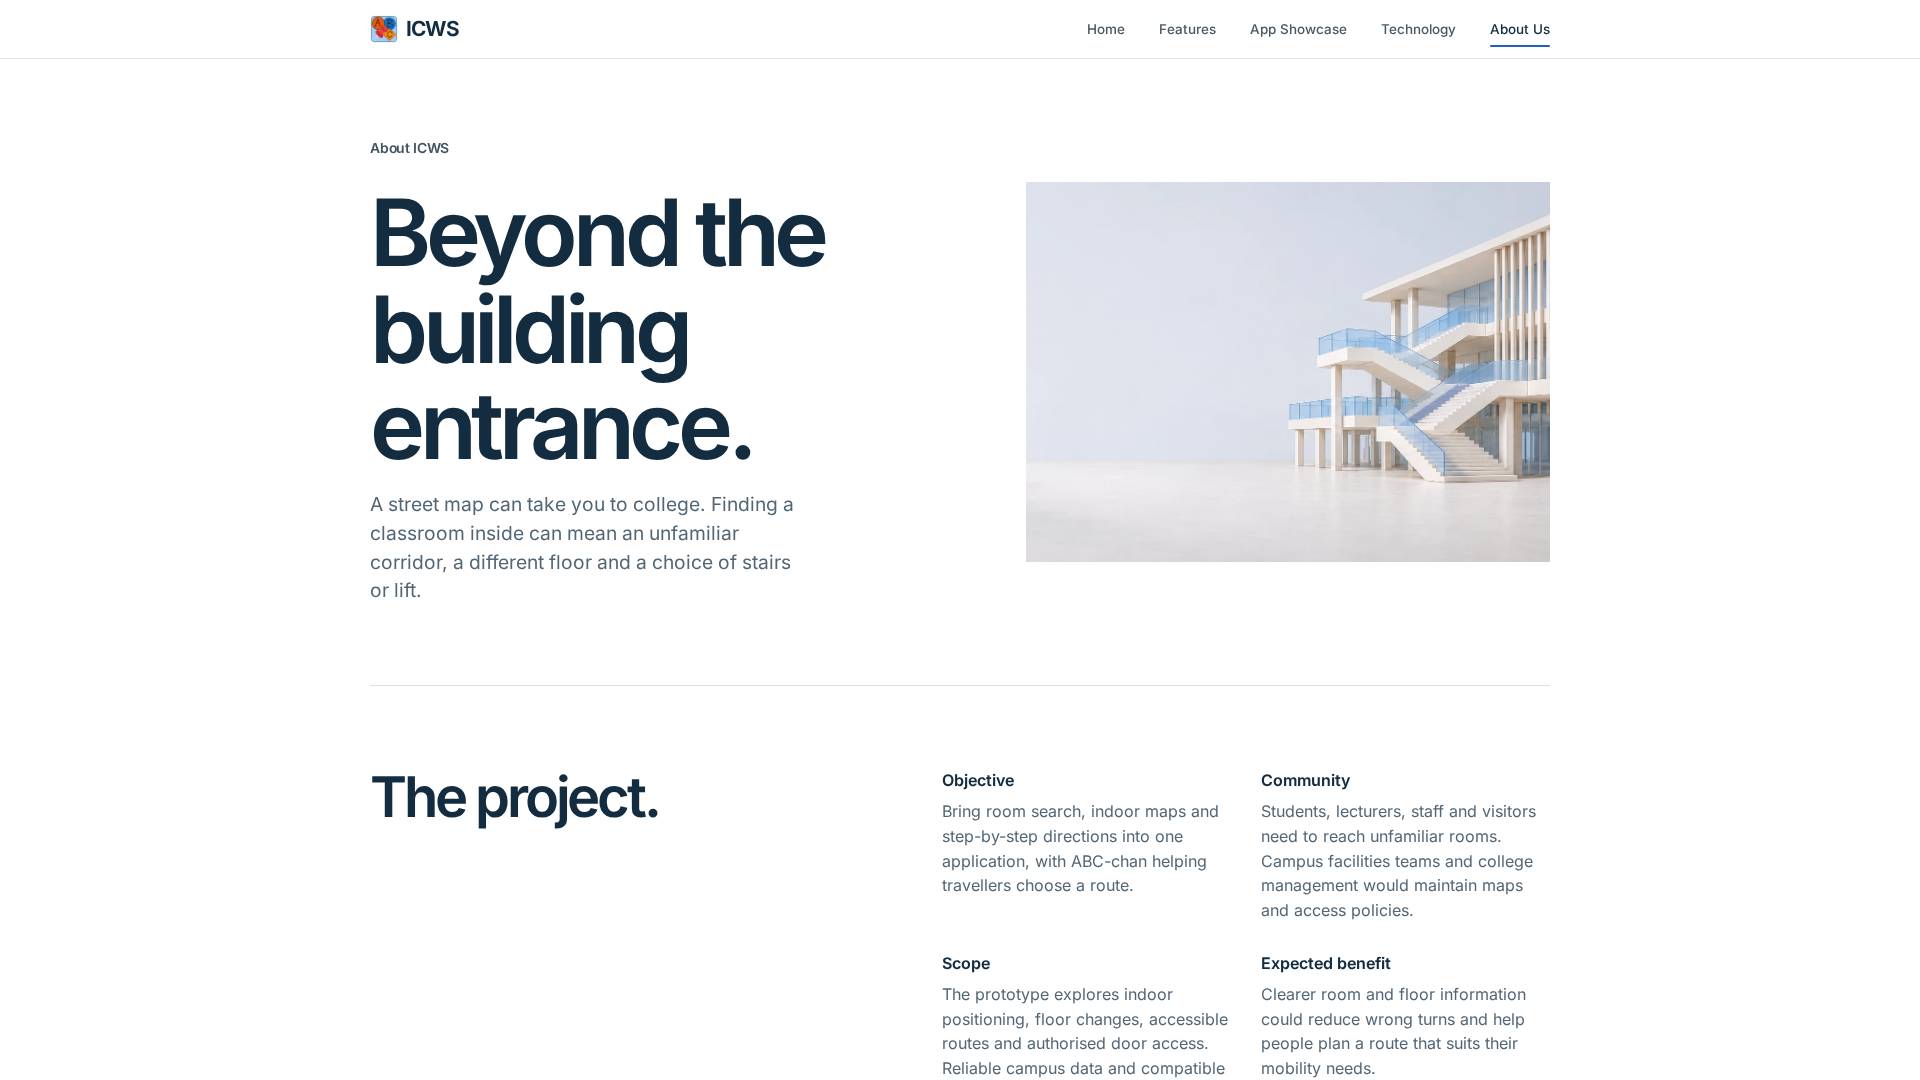 ICWS
Home
Features
App Showcase
Technology
About Us
About ICWS
Beyond the
building
entrance.
A street map can take you to college. Finding a
classroom inside can mean an unfamiliar
corridor, a different floor and a choice of stairs
or lift.
The project.
Objective
Bring room search, indoor maps and
step-by-step directions into one
application, with ABC-chan helping
travellers choose a route.
Community
Students, lecturers, staff and visitors
need to reach unfamiliar rooms.
Campus facilities teams and college
management would maintain maps
and access policies.
Scope
The prototype explores indoor
positioning, floor changes, accessible
routes and authorised door access.
Reliable campus data and compatible
Expected benefit
Clearer room and floor information
could reduce wrong turns and help
people plan a route that suits their
mobility needs.